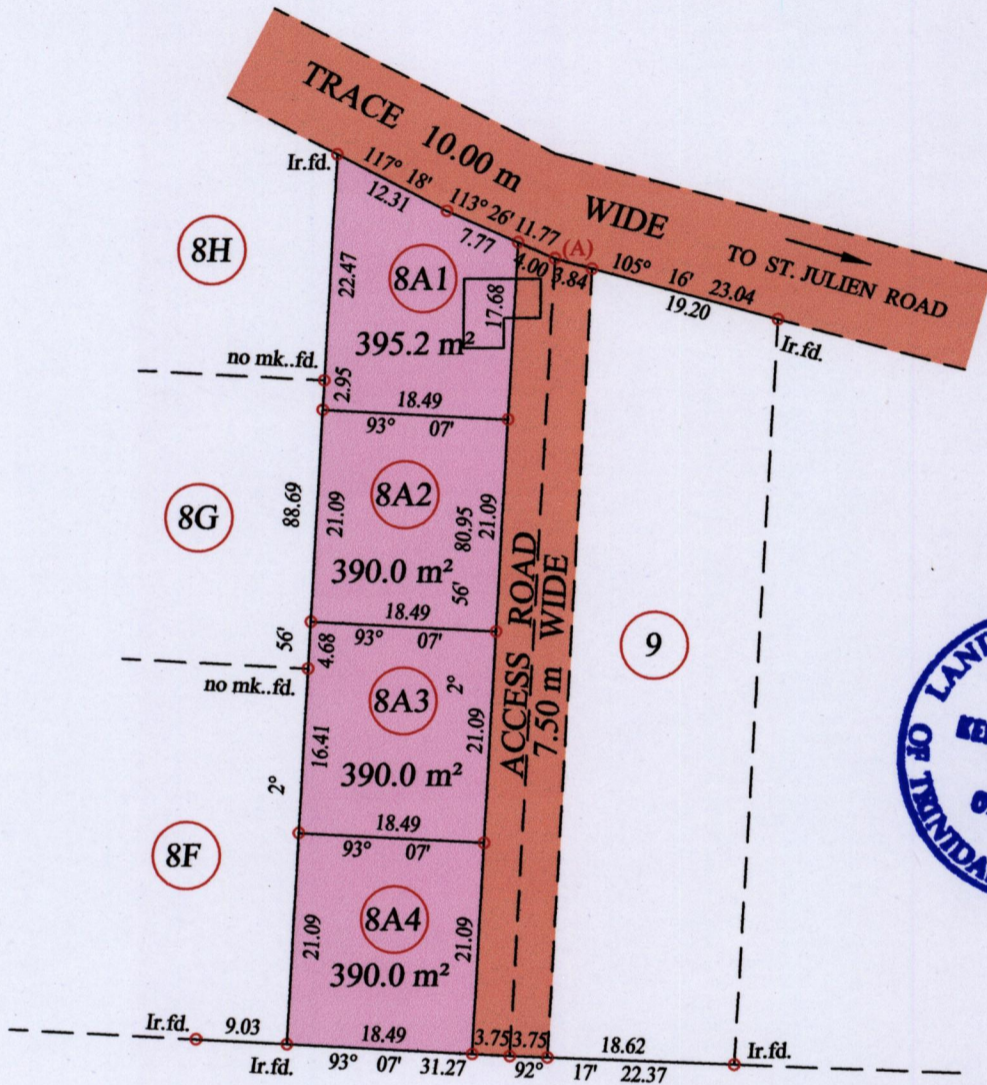 TRACE 10.00 m WIDE
TO ST. JULIEN ROAD
Ir.fd.
117° 18'
12.31
113° 26' 11.77
7.77
4.00
(A)
3.84
105° 16' 23.04
19.20
Ir.fd.
8H
22.47
8A1
17.68
395.2 m²
no mk..fd.
2.95
18.49
93° 07'
8G
88.69
21.09
8A2
80.95
21.09
390.0 m²
56'
18.49
93° 07'
56'
4.68
no mk..fd.
8A3
2°
16.41
21.09
390.0 m²
2°
18.49
93° 07'
8F
8A4
21.09
21.09
390.0 m²
ACCESS ROAD
7.50 m WIDE
9
Ir.fd.
9.03
18.49
3.75
3.75
18.62
Ir.fd.
Ir.fd.
93° 07' 31.27
92° 17' 22.37
LAND
OF TRINIDA